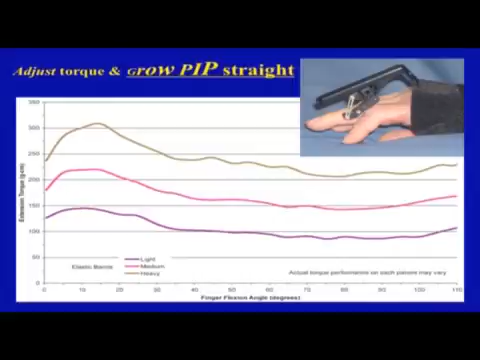 Adjust torque & Grow PIP straight
350
300
250
200
150
100
50
0
Extension Torque (g-cm)
Elastic Bands
Light
Medium
Heavy
Actual torque performance on each patient may vary
0 10 20 30 40 50 60 70 80 90 100 110
Finger Flexion Angle (degrees)